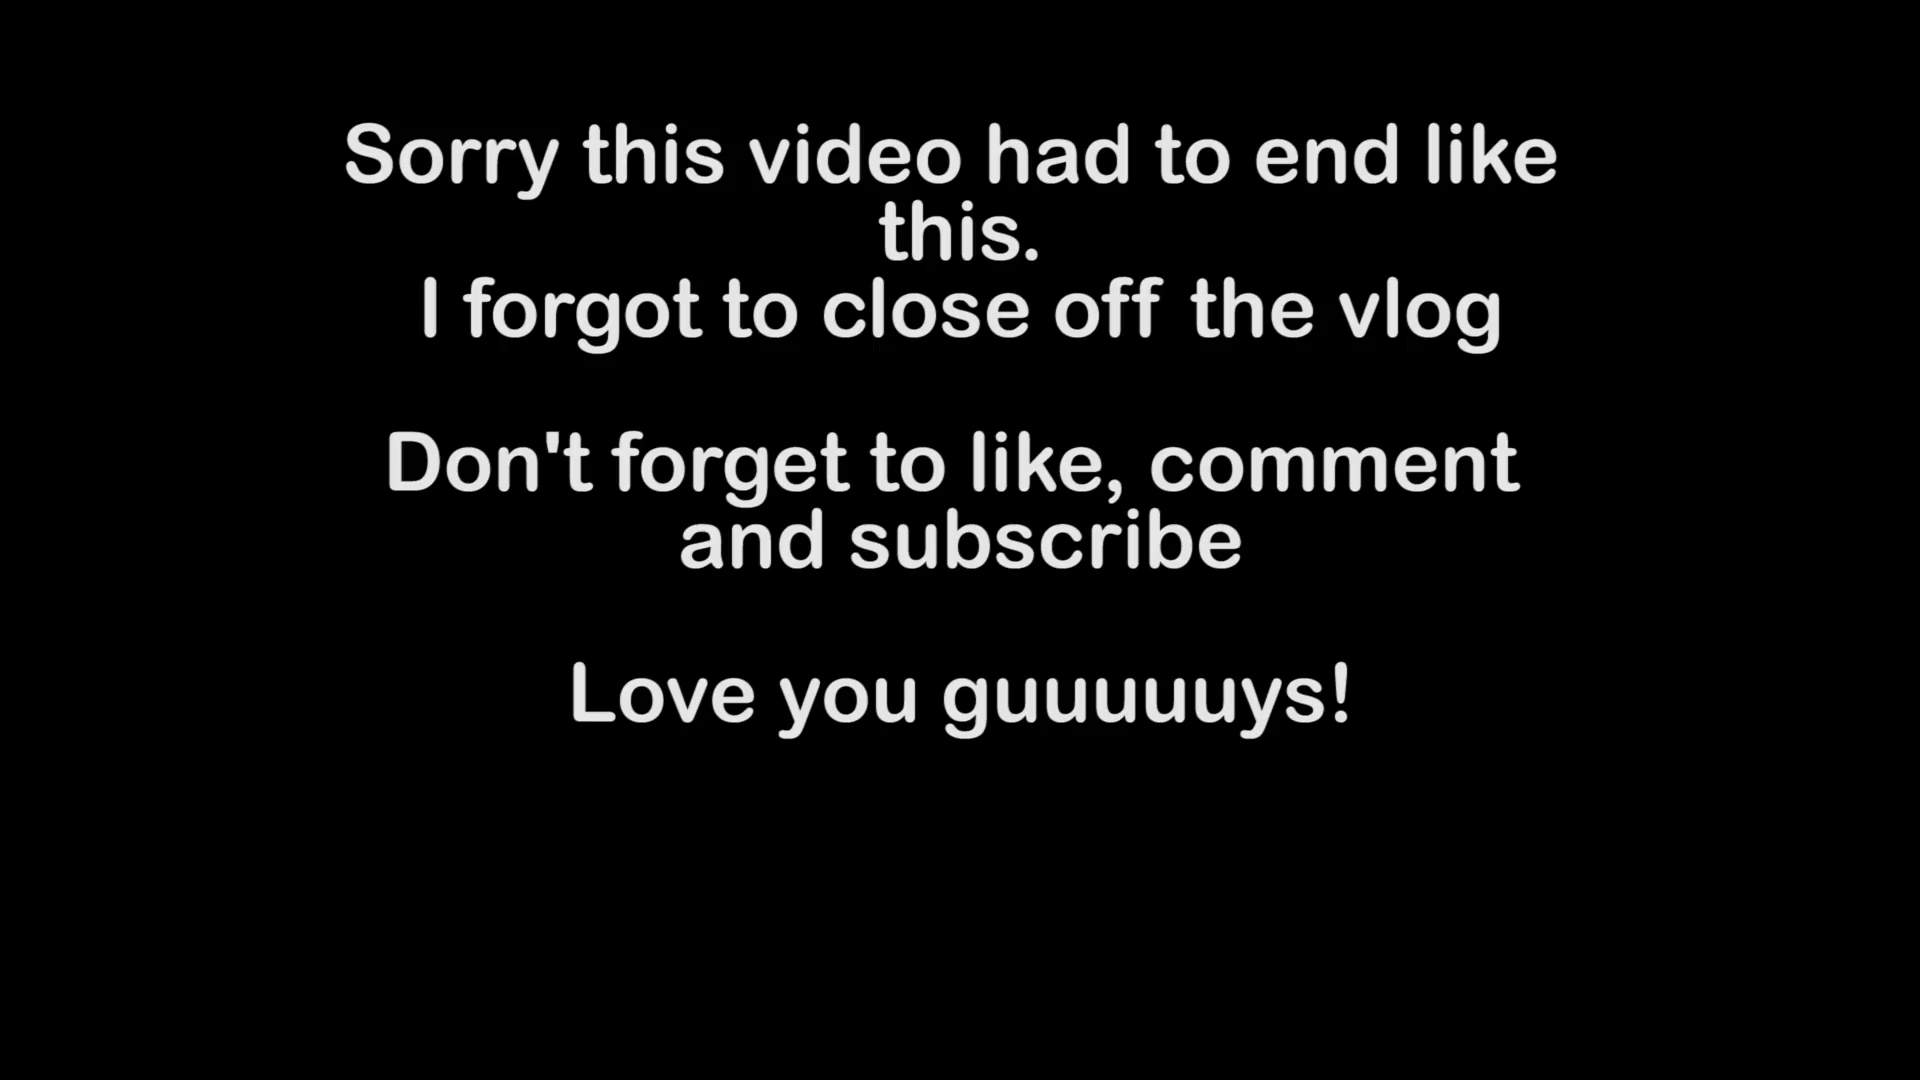 Sorry this video had to end like
this.
I forgot to close off the vlog
Don't forget to like, comment
and subscribe
Love you guuuuuuys!